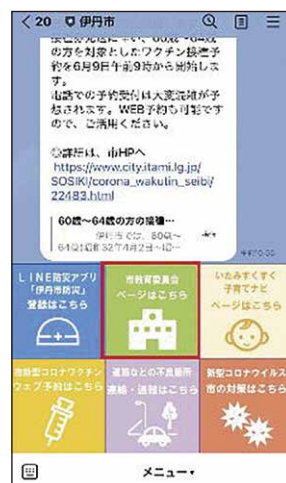 < 20 伊丹市
の方を対象としたワクチン接種予
約を6月9日午前9時から開始しま
す。
電話での予約受付は大変混雑が予
想されます。WEB予約も可能です
ので、ご活用ください。
◎詳細は、市HPへ
https://www.city.itami.lg.jp/
SOSIKI/corona_wakutin_seibi/
22483.html
60歳~64歳の方の接種…
伊丹市では、60歳~
LINE防災アプリ
「伊丹市防災」
登録はこちら
市教育委員会
ページはこちら
いたみすくすく
子育てナビ
ページはこちら
新型コロナワクチン
ウェブ予約はこちら
道路などの不具合箇所
連絡・通報はこちら
新型コロナウイルス
市の対策はこちら
メニュー▾